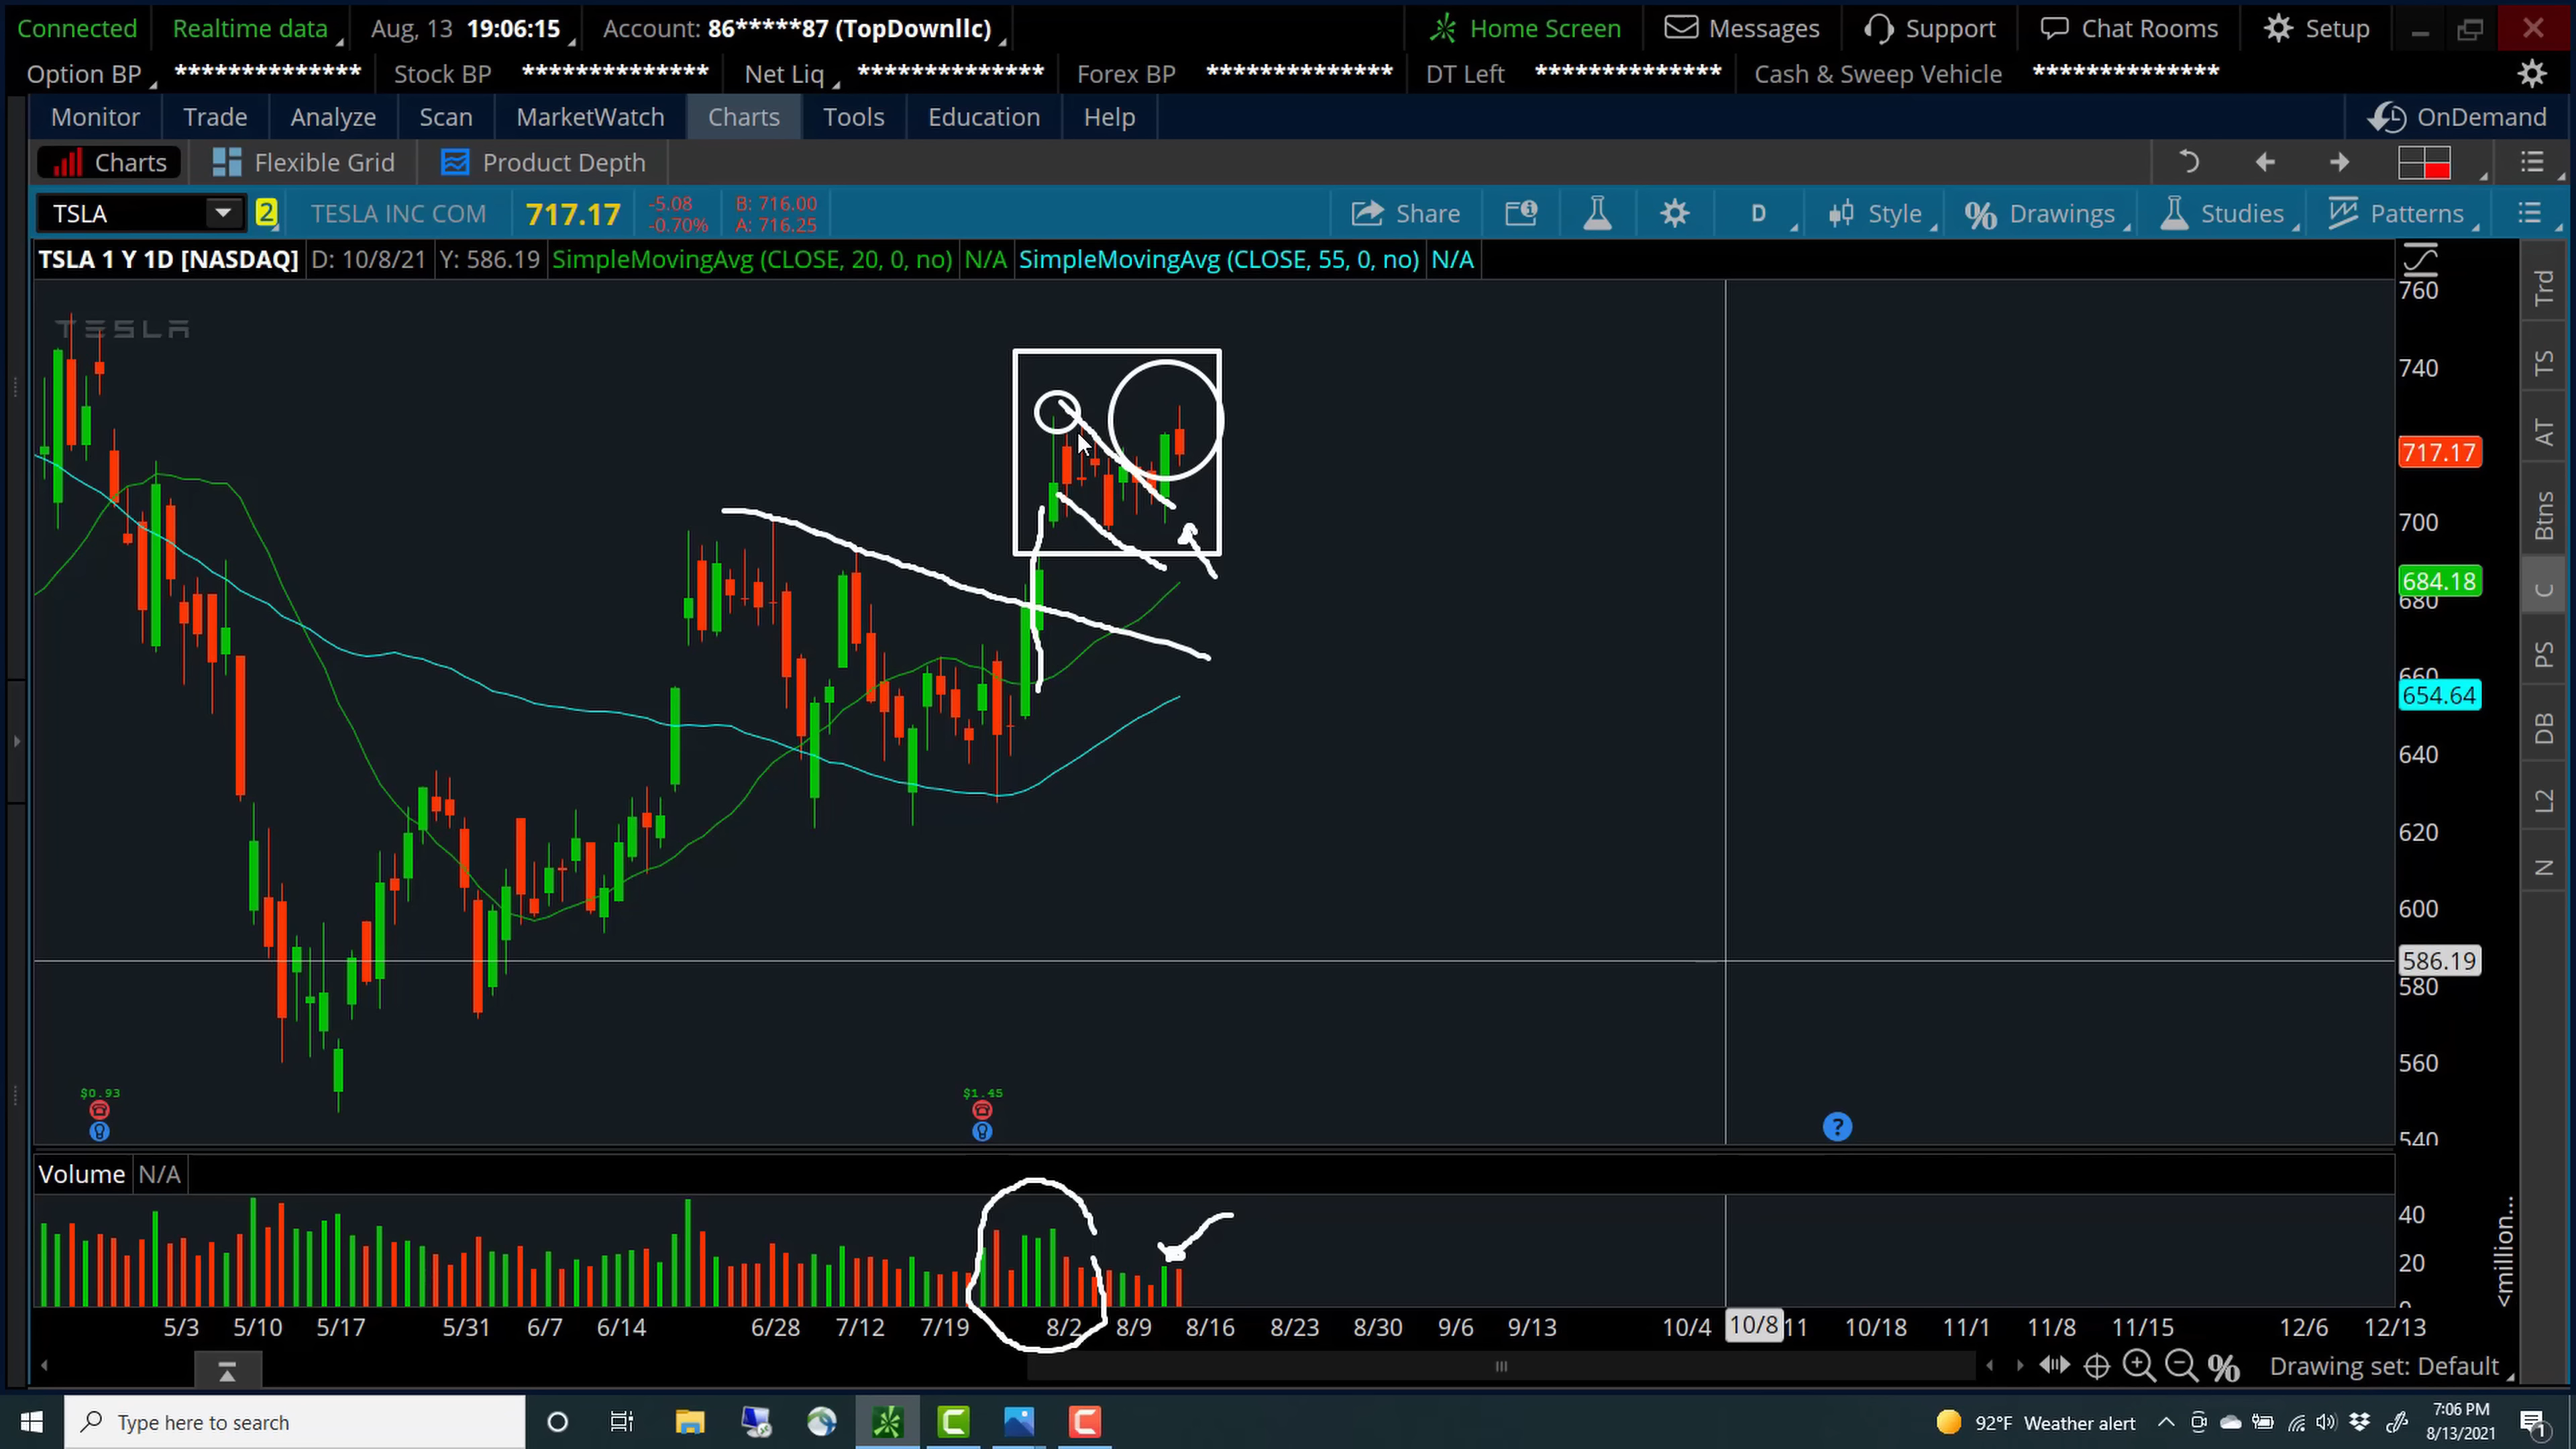 Connected Realtime data Aug, 13 19:06:15 Account: 86*****87 (TopDownllc) Home Screen Messages Support Chat Rooms Setup
Option BP ************** Stock BP ************** Net Liq ************** Forex BP ************** DT Left ************** Cash & Sweep Vehicle **************
Monitor Trade Analyze Scan MarketWatch Charts Tools Education Help OnDemand
Charts Flexible Grid Product Depth
TSLA 2 TESLA INC COM 717.17 -5.08 -0.70% B: 716.00 A: 716.25 Share D Style Drawings Studies Patterns
TSLA 1 Y 1D [NASDAQ] D: 10/8/21 Y: 586.19 SimpleMovingAvg (CLOSE, 20, 0, no) N/A SimpleMovingAvg (CLOSE, 55, 0, no) N/A
TESLA
760
740
717.17
700
684.18
680
660
654.64
640
620
600
586.19
580
560
540
Trd
TS
AT
Btns
C
PS
DB
L2
N
$0.93 $1.45
?
Volume N/A
40
20
0
<million...
5/3 5/10 5/17 5/31 6/7 6/14 6/28 7/12 7/19 8/2 8/9 8/16 8/23 8/30 9/6 9/13 10/4 10/8 11 10/18 11/1 11/8 11/15 12/6 12/13
Drawing set: Default
Type here to search
92°F Weather alert
7:06 PM
8/13/2021
1